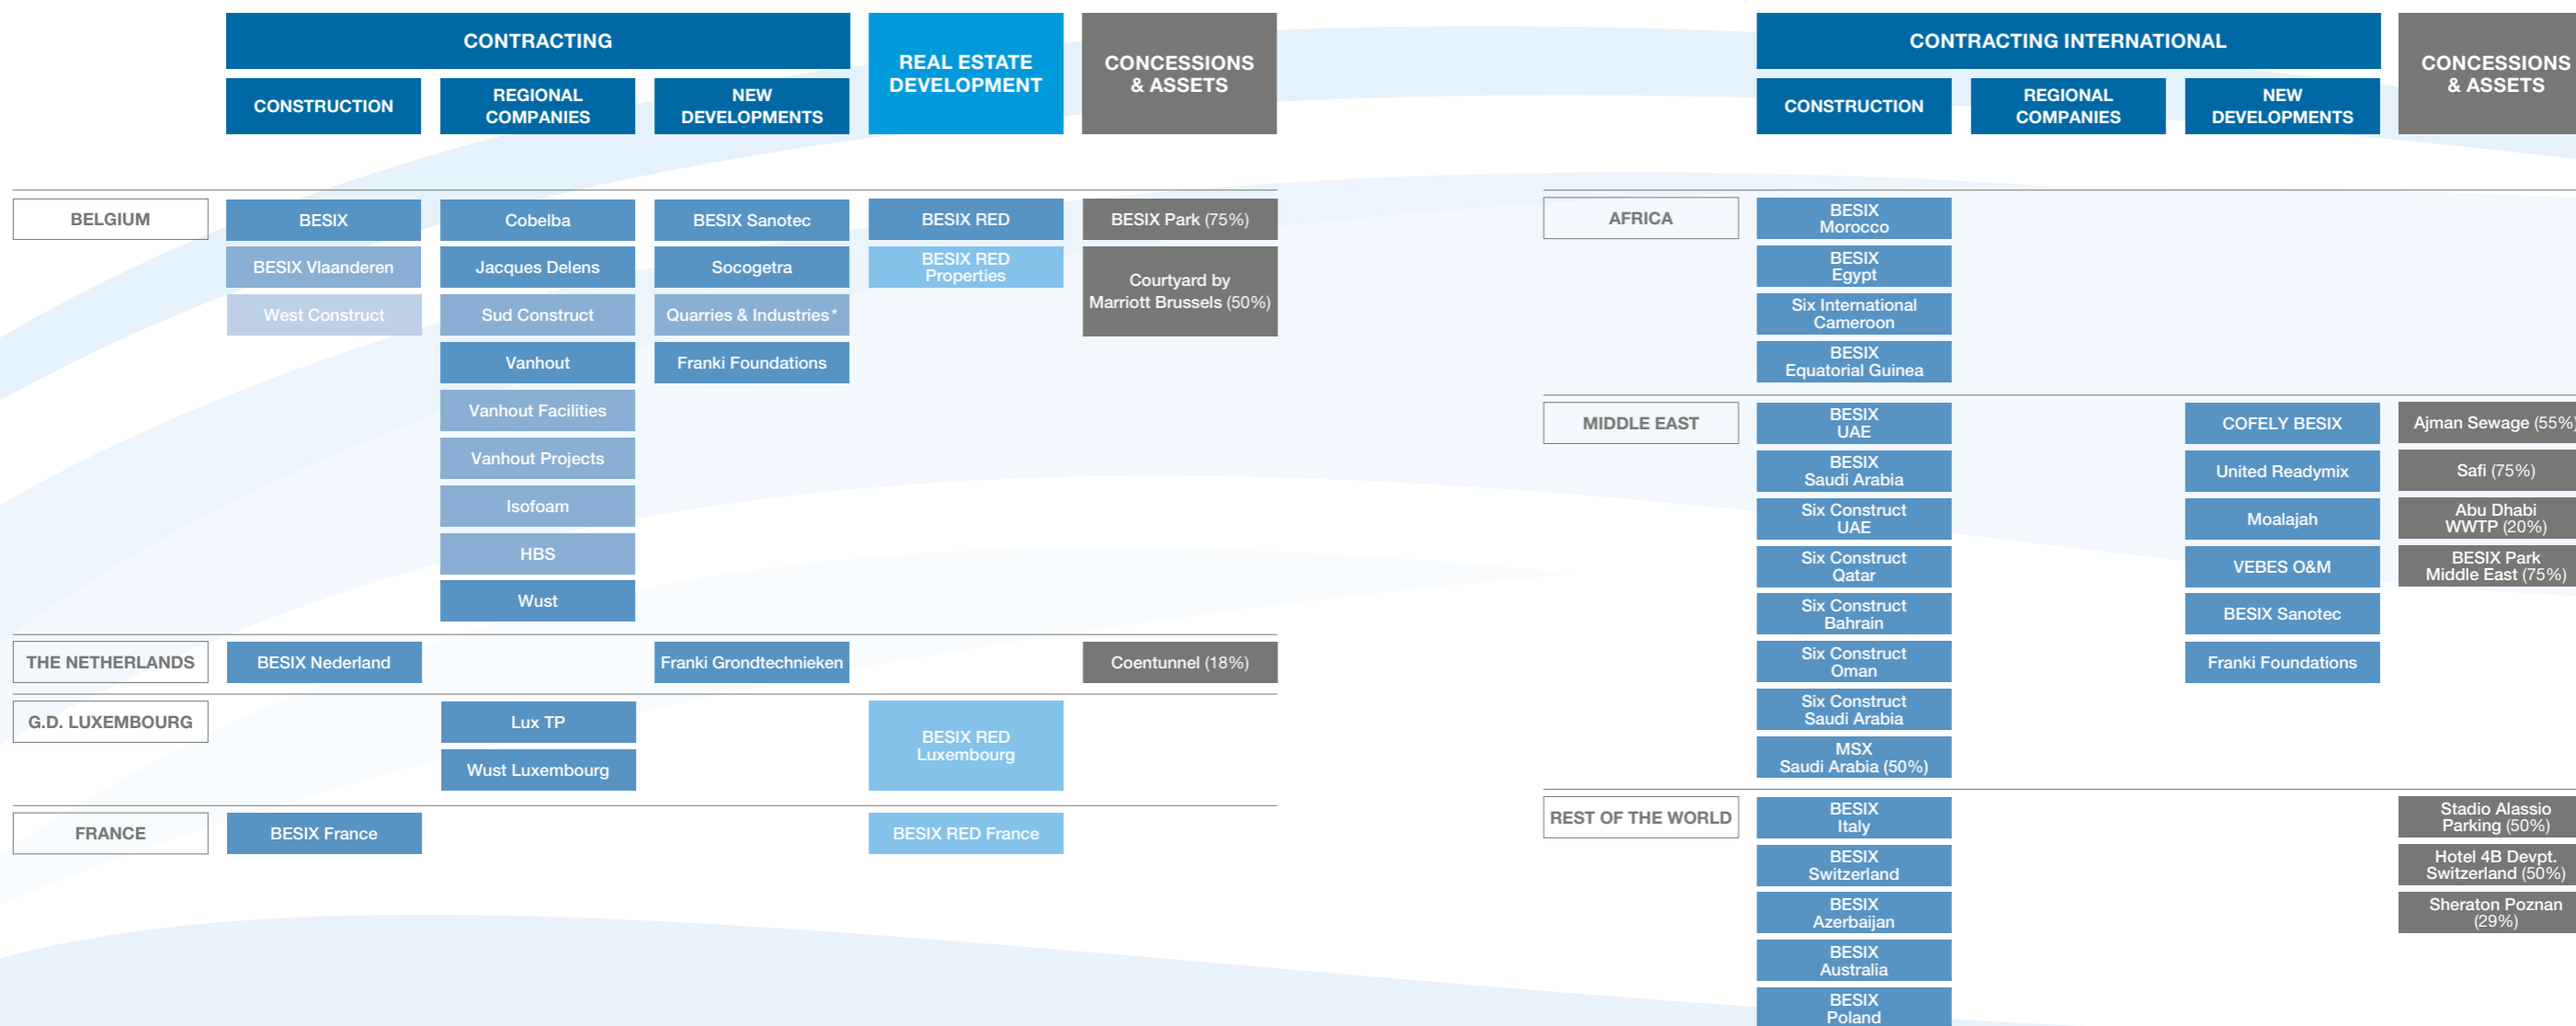 CONTRACTING
CONSTRUCTION
REGIONAL
COMPANIES
NEW
DEVELOPMENTS
REAL ESTATE
DEVELOPMENT
CONCESSIONS
& ASSETS
BELGIUM
BESIX
BESIX Vlaanderen
West Construct
Cobelba
Jacques Delens
Sud Construct
Vanhout
Vanhout Facilities
Vanhout Projects
Isofoam
HBS
Wust
BESIX Sanotec
Socogetra
Quarries & Industries*
Franki Foundations
BESIX RED
BESIX RED
Properties
BESIX Park (75%)
Courtyard by
Marriott Brussels (50%)
THE NETHERLANDS
BESIX Nederland
Franki Grondtechnieken
Coentunnel (18%)
G.D. LUXEMBOURG
Lux TP
Wust Luxembourg
BESIX RED
Luxembourg
FRANCE
BESIX France
BESIX RED France
CONTRACTING INTERNATIONAL
CONSTRUCTION
REGIONAL
COMPANIES
NEW
DEVELOPMENTS
CONCESSIONS
& ASSETS
AFRICA
BESIX
Morocco
BESIX
Egypt
Six International
Cameroon
BESIX
Equatorial Guinea
MIDDLE EAST
BESIX
UAE
BESIX
Saudi Arabia
Six Construct
UAE
Six Construct
Qatar
Six Construct
Bahrain
Six Construct
Oman
Six Construct
Saudi Arabia
MSX
Saudi Arabia (50%)
COFELY BESIX
United Readymix
Moalajah
VEBES O&M
BESIX Sanotec
Franki Foundations
Ajman Sewage (55%)
Safi (75%)
Abu Dhabi
WWTP (20%)
BESIX Park
Middle East (75%)
REST OF THE WORLD
BESIX
Italy
BESIX
Switzerland
BESIX
Azerbaijan
BESIX
Australia
BESIX
Poland
Stadio Alassio
Parking (50%)
Hotel 4B Devpt.
Switzerland (50%)
Sheraton Poznan
(29%)